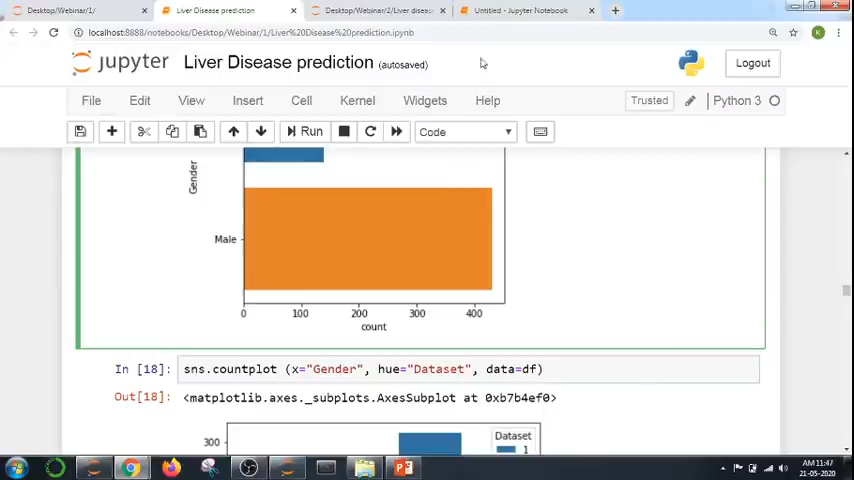 Desktop/Webinar/1/
Liver Disease prediction
Desktop/Webinar/2/Liver diseas
Untitled - Jupyter Notebook
localhost:8888/notebooks/Desktop/Webinar/1/Liver%20Disease%20prediction.ipynb
K
jupyter Liver Disease prediction (autosaved)
Logout
File Edit View Insert Cell Kernel Widgets Help
Trusted
Python 3
Run
Code
Gender
Male
0 100 200 300 400
count
In [18]: sns.countplot (x="Gender", hue="Dataset", data=df)
Out[18]: <matplotlib.axes._subplots.AxesSubplot at 0xb7b4ef0>
300
Dataset
1
AM 11:47
21-05-2020